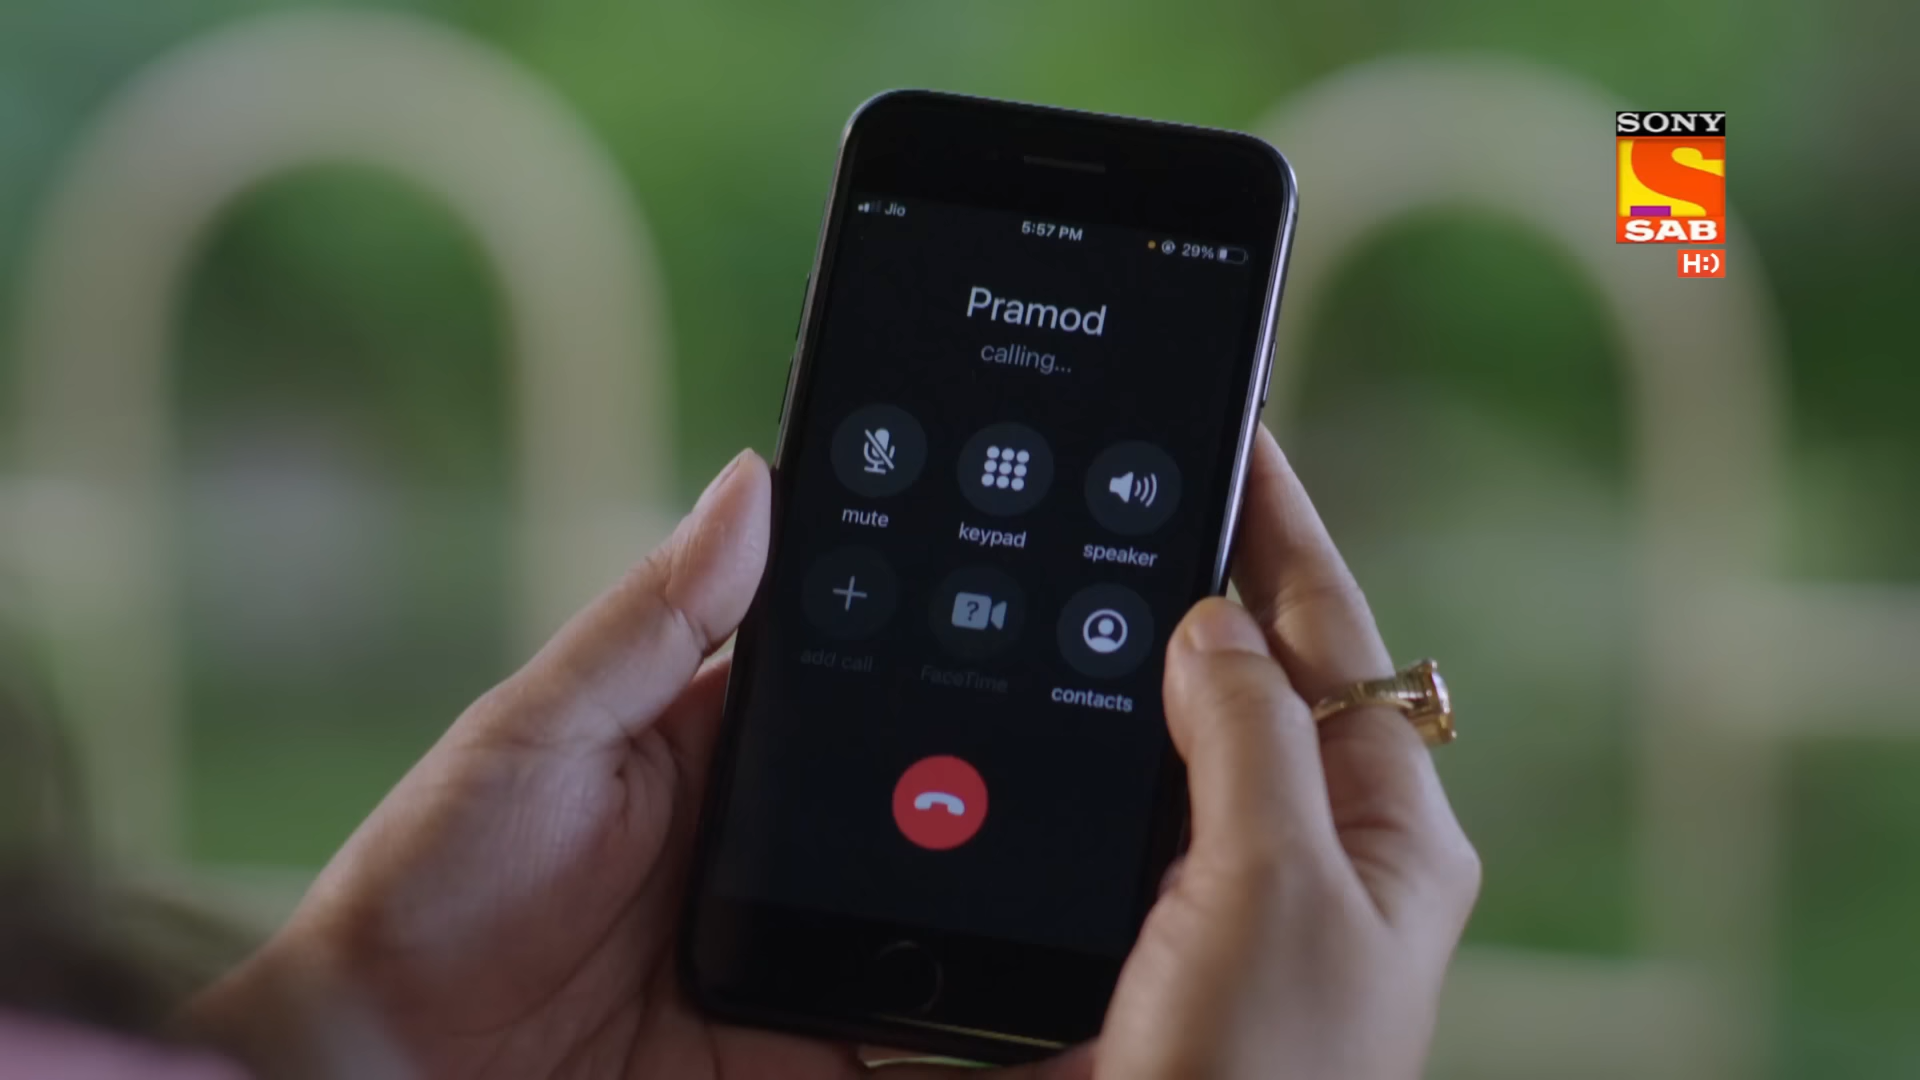 SONY
SAB
H:)
Jio
5:57 PM
29%
Pramod
calling...
mute
keypad
speaker
?
add call
FaceTime
contacts